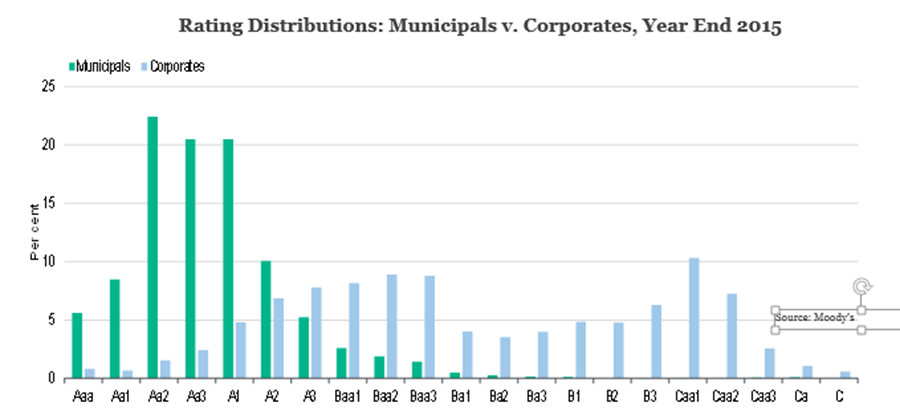 Rating Distributions: Municipals v. Corporates, Year End 2015
Municipals Corporates
25
20
15
10
5
0
Per cent
Source: Moody's
Aaa Aa1 Aa2 Aa3 A1 A2 A3 Baa1 Baa2 Baa3 Ba1 Ba2 Ba3 B1 B2 B3 Caa1 Caa2 Caa3 Ca C